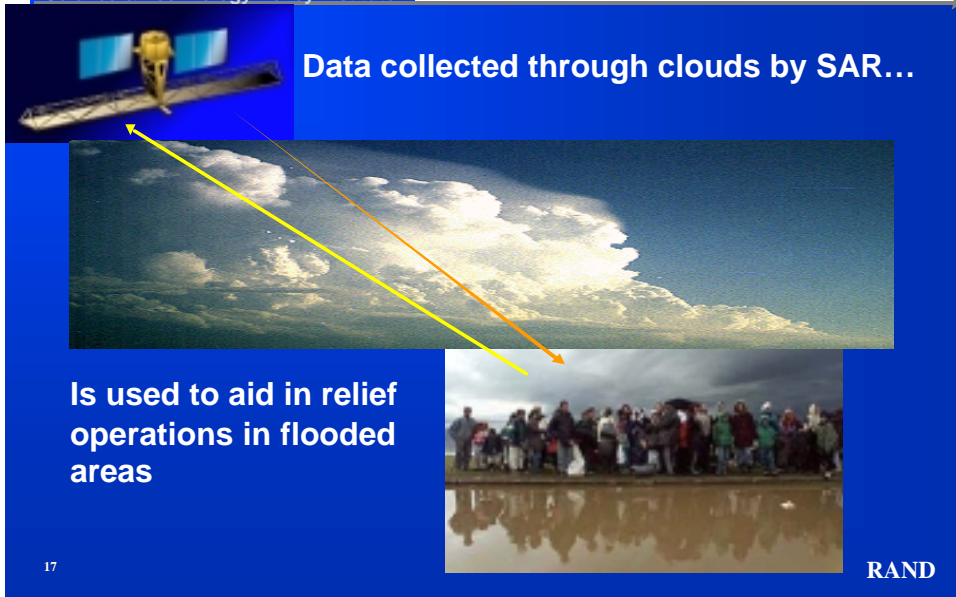 Data collected through clouds by SAR…
Is used to aid in relief
operations in flooded
areas
17
RAND